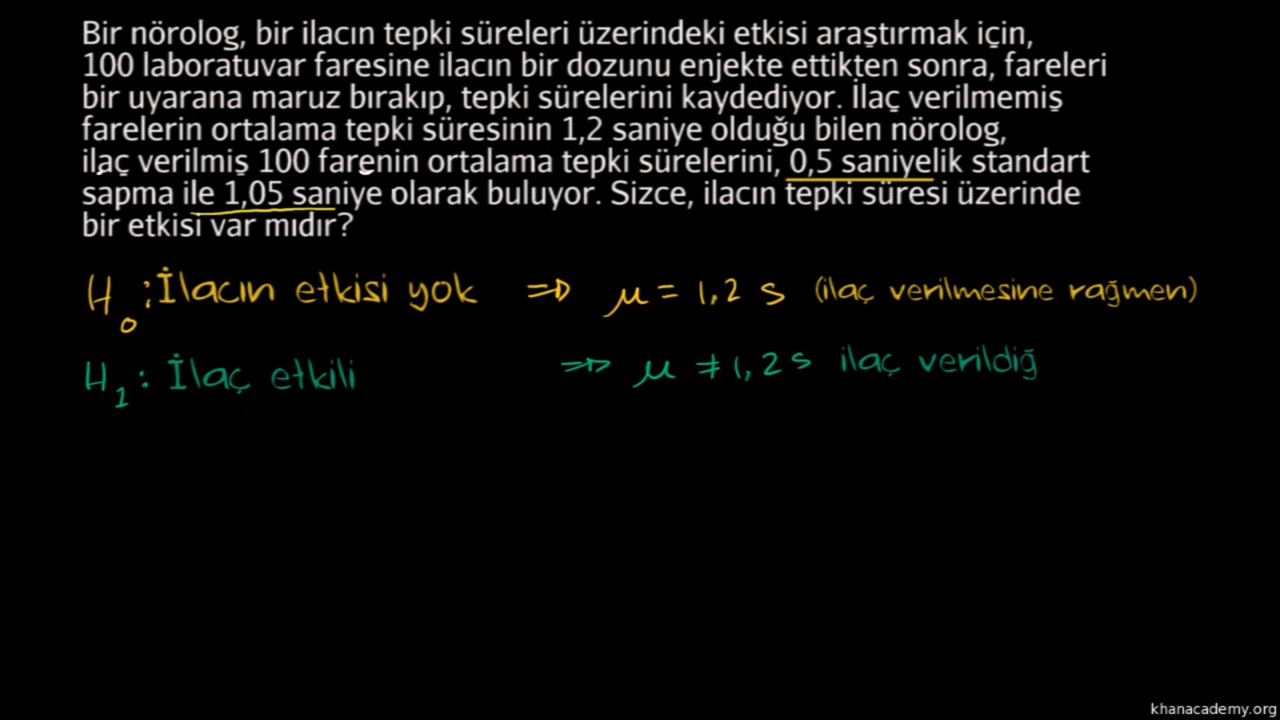 Bir nörolog, bir ilacın tepki süreleri üzerindeki etkisi araştırmak için,
100 laboratuvar faresine ilacın bir dozunu enjekte ettikten sonra, fareleri
bir uyarana maruz bırakıp, tepki sürelerini kaydediyor. İlaç verilmemiş
farelerin ortalama tepki süresinin 1,2 saniye olduğu bilen nörolog,
ilaç verilmiş 100 farenin ortalama tepki sürelerini, 0,5 saniyelik standart
sapma ile 1,05 saniye olarak buluyor. Sizce, ilacın tepki süresi üzerinde
bir etkisi var mıdır?
H₀ : İlacın etkisi yok ⇒ μ = 1,2 s (ilaç verilmesine rağmen)
H₁ : İlaç etkili ⇒ μ ≠ 1,2 s ilaç verildiğ
khanacademy.org